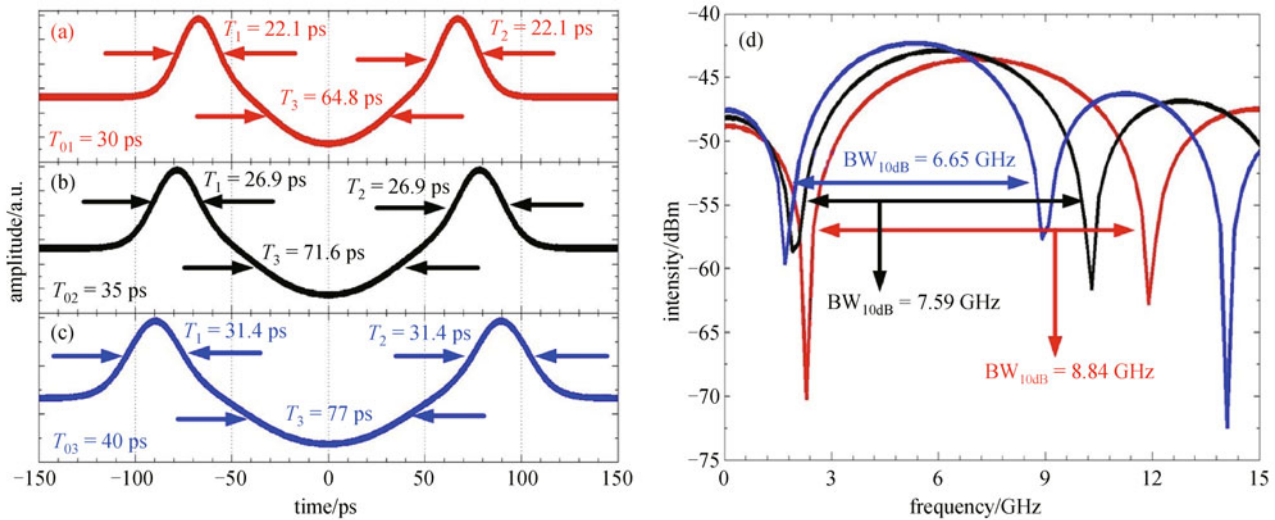 (a)
T₁ = 22.1 ps
T₂ = 22.1 ps
T₃ = 64.8 ps
T₀₁ = 30 ps
(b)
T₁ = 26.9 ps
T₂ = 26.9 ps
T₃ = 71.6 ps
T₀₂ = 35 ps
(c)
T₁ = 31.4 ps
T₂ = 31.4 ps
T₃ = 77 ps
T₀₃ = 40 ps
amplitude/a.u.
−150 −100 −50 0 50 100 150
time/ps
(d)
−40
−45
−50
−55
−60
−65
−70
−75
intensity/dBm
BW₁₀dB = 6.65 GHz
BW₁₀dB = 7.59 GHz
BW₁₀dB = 8.84 GHz
0 3 6 9 12 15
frequency/GHz